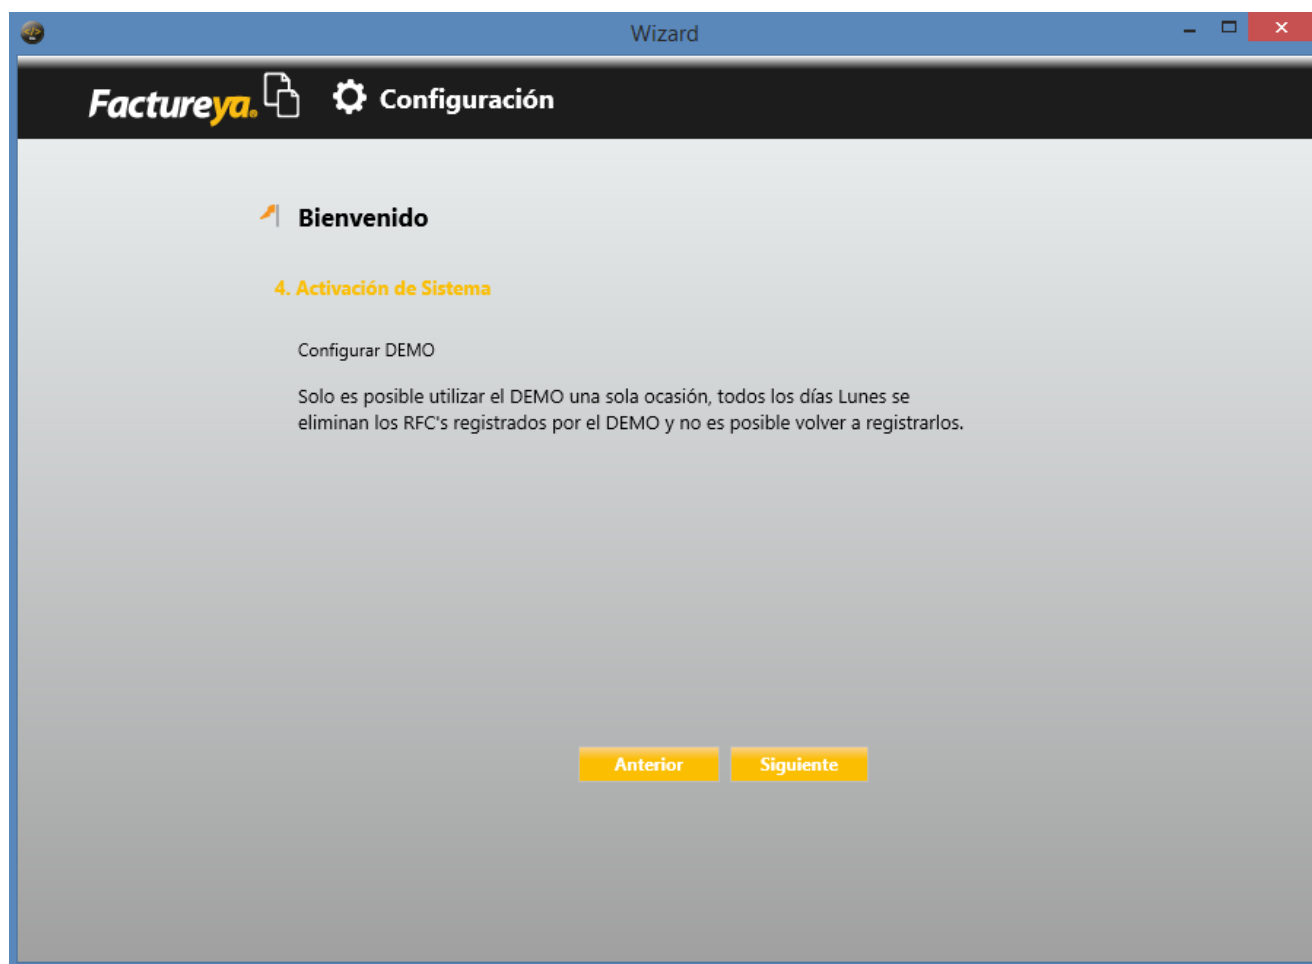 Wizard
Factureya.
Configuración
Bienvenido
4. Activación de Sistema
Configurar DEMO
Solo es posible utilizar el DEMO una sola ocasión, todos los días Lunes se
eliminan los RFC's registrados por el DEMO y no es posible volver a registrarlos.
Anterior
Siguiente